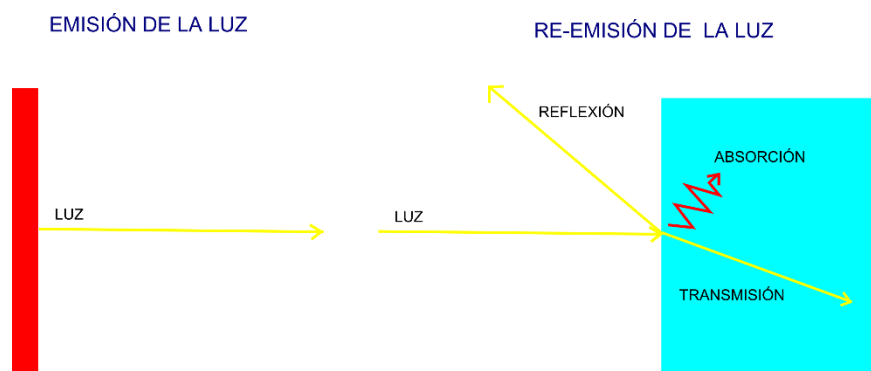 EMISIÓN DE LA LUZ
RE-EMISIÓN DE LA LUZ
REFLEXIÓN
ABSORCIÓN
LUZ
LUZ
TRANSMISIÓN